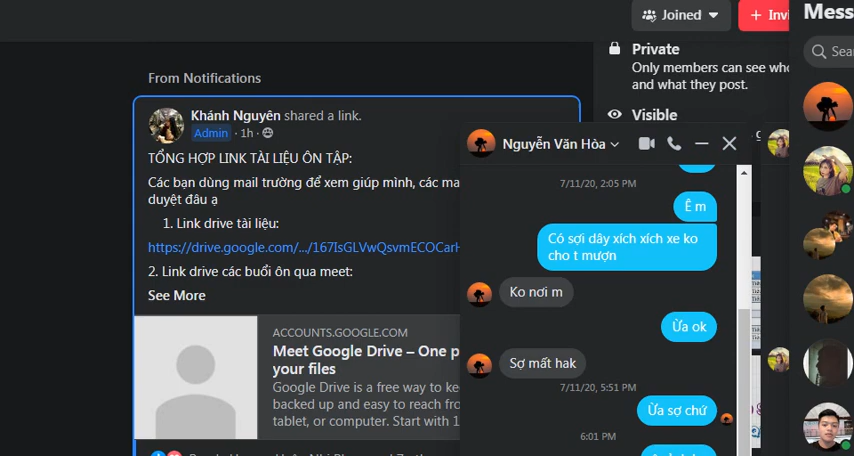 Joined
+ Invi
Mess
Sea
Private
Only members can see who
and what they post.
Visible
From Notifications
Khánh Nguyên shared a link.
Admin · 1h ·
TỔNG HỢP LINK TÀI LIỆU ÔN TẬP:
Các bạn dùng mail trường để xem giúp mình, các ma
duyệt đâu ạ
1. Link drive tài liệu:
https://drive.google.com/.../167IsGLVwQsvmECOCarH
2. Link drive các buổi ôn qua meet:
See More
ACCOUNTS.GOOGLE.COM
Meet Google Drive – One p
your files
Google Drive is a free way to kee
backed up and easy to reach fro
tablet, or computer. Start with 1
Nguyễn Văn Hòa
7/11/20, 2:05 PM
Ê m
Có sợi dây xích xích xe ko
cho t mượn
Ko nơi m
Ừa ok
Sợ mất hak
7/11/20, 5:51 PM
Ừa sợ chứ
6:01 PM